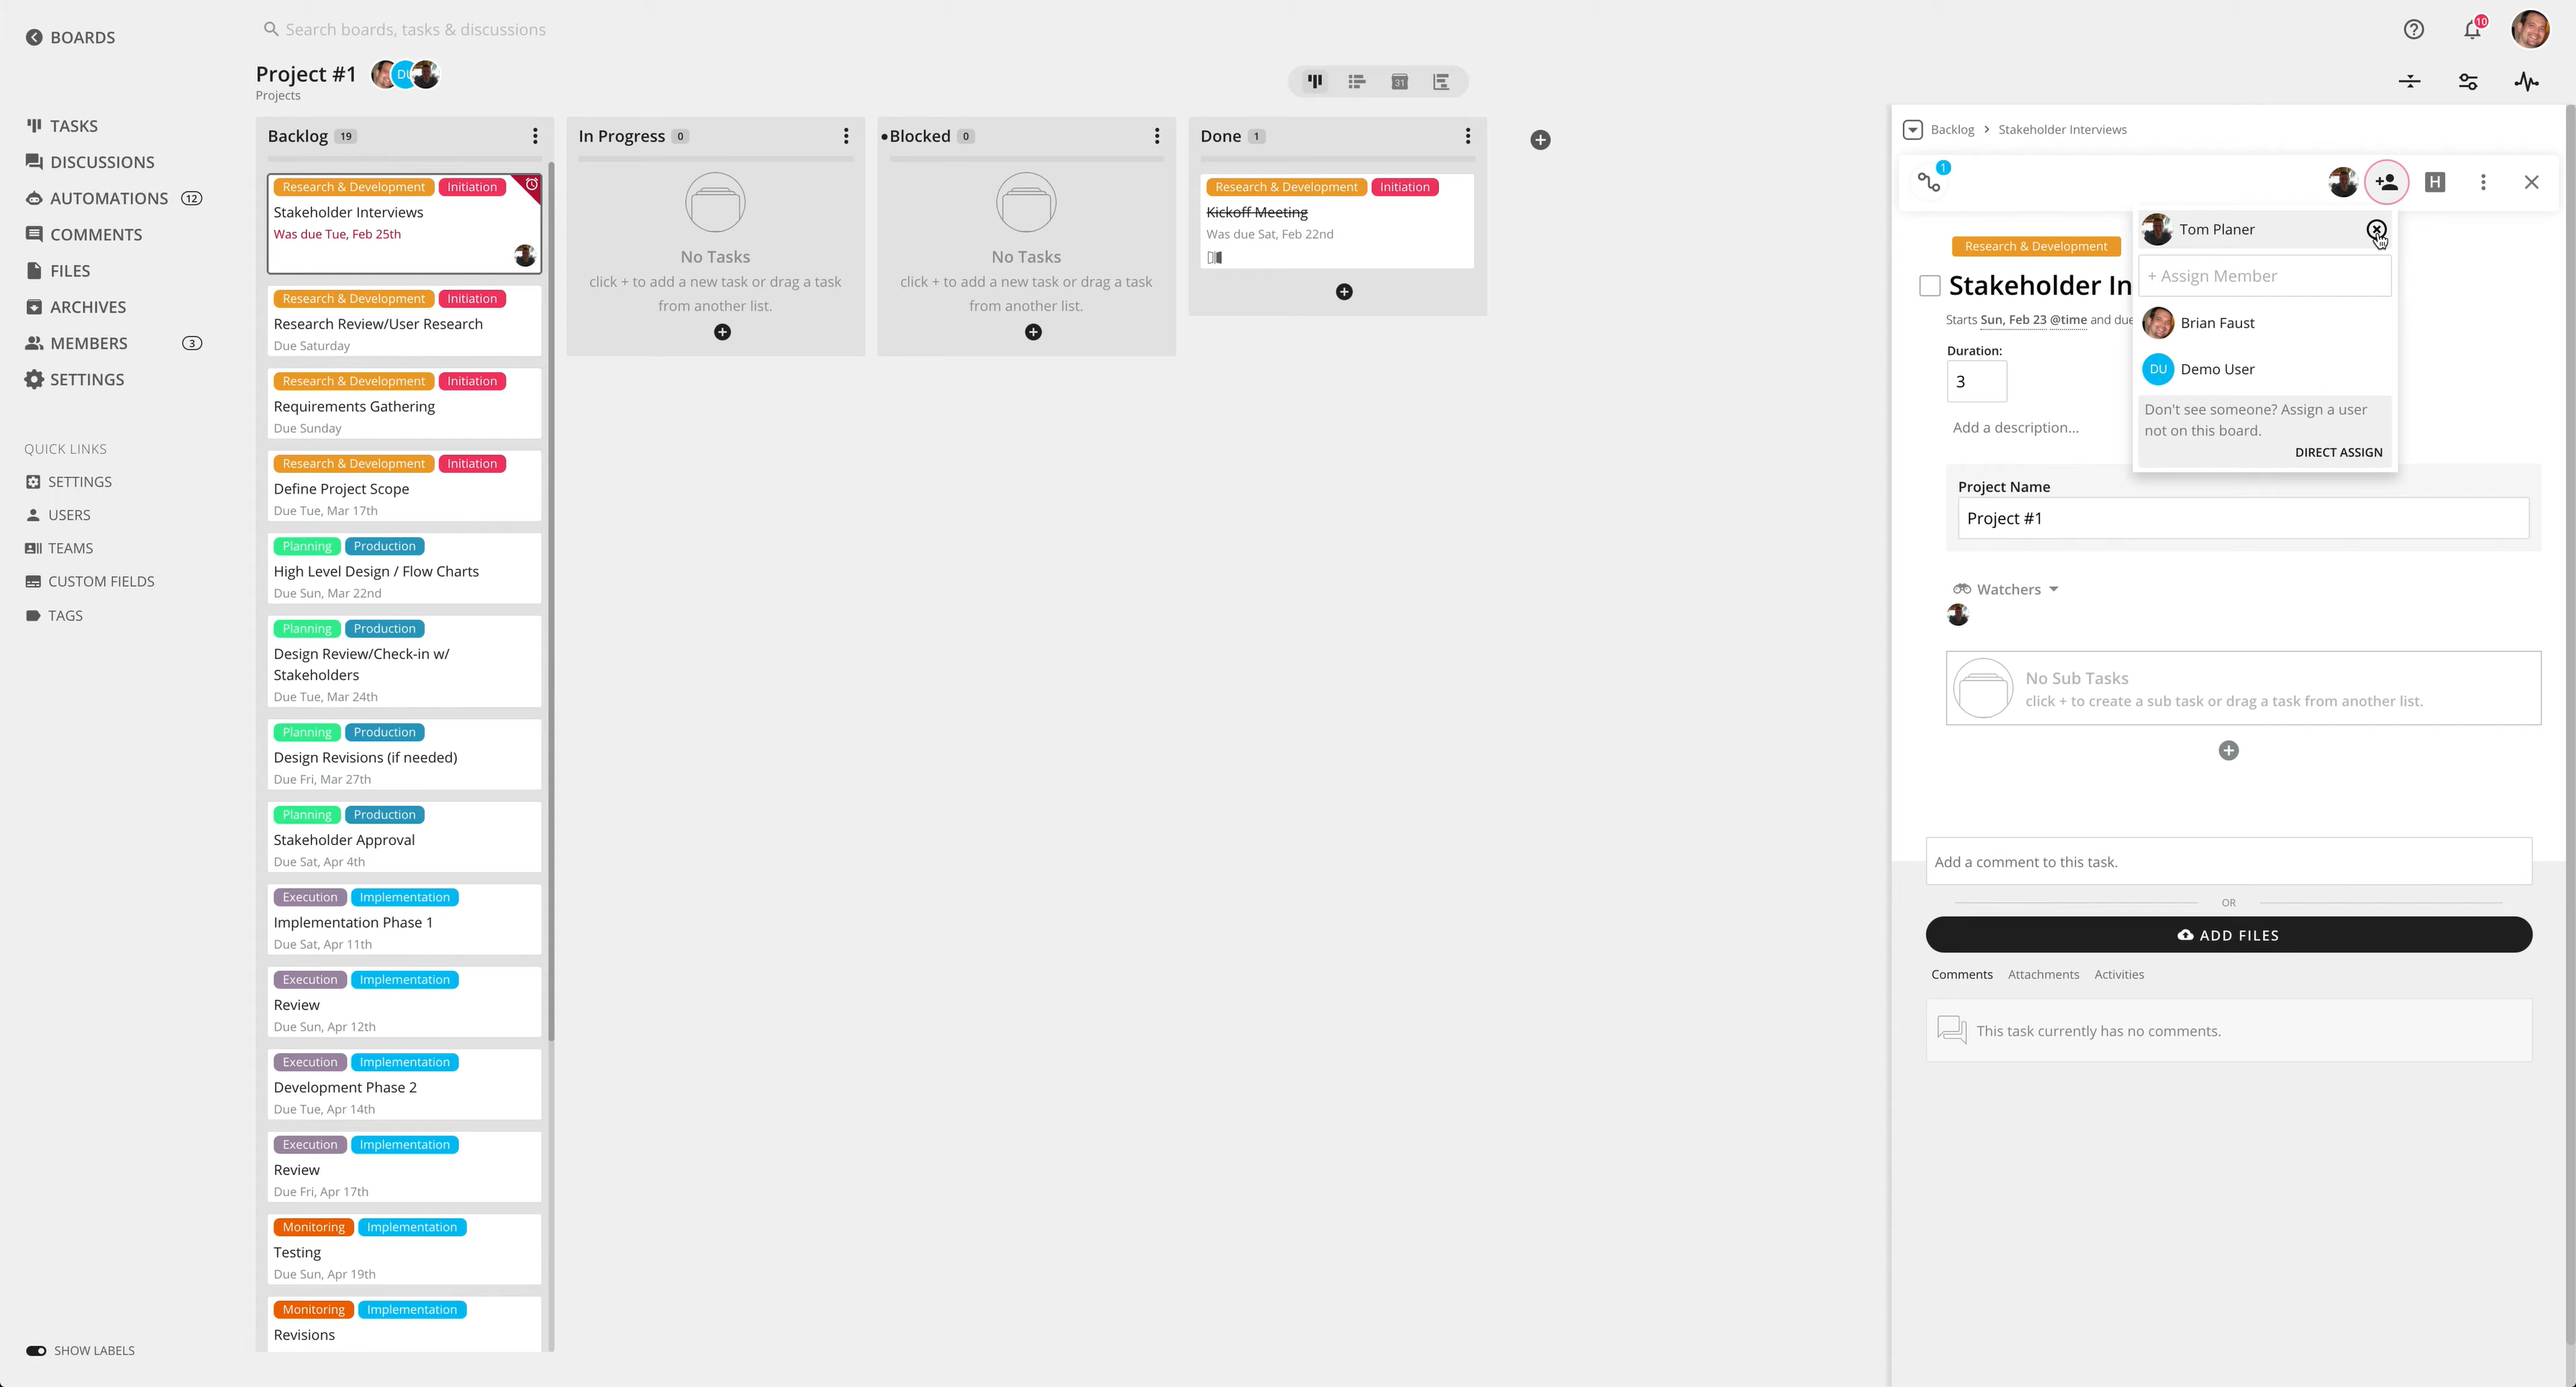 BOARDS
Search boards, tasks & discussions
10
Project #1
DU
Projects
31
TASKS
DISCUSSIONS
AUTOMATIONS 12
COMMENTS
FILES
ARCHIVES
MEMBERS 3
SETTINGS
QUICK LINKS
SETTINGS
USERS
TEAMS
CUSTOM FIELDS
TAGS
SHOW LABELS
Backlog 19
Research & Development Initiation
Stakeholder Interviews
Was due Tue, Feb 25th
Research & Development Initiation
Research Review/User Research
Due Saturday
Research & Development Initiation
Requirements Gathering
Due Sunday
Research & Development Initiation
Define Project Scope
Due Tue, Mar 17th
Planning Production
High Level Design / Flow Charts
Due Sun, Mar 22nd
Planning Production
Design Review/Check-in w/
Stakeholders
Due Tue, Mar 24th
Planning Production
Design Revisions (if needed)
Due Fri, Mar 27th
Planning Production
Stakeholder Approval
Due Sat, Apr 4th
Execution Implementation
Implementation Phase 1
Due Sat, Apr 11th
Execution Implementation
Review
Due Sun, Apr 12th
Execution Implementation
Development Phase 2
Due Tue, Apr 14th
Execution Implementation
Review
Due Fri, Apr 17th
Monitoring Implementation
Testing
Due Sun, Apr 19th
Monitoring Implementation
Revisions
In Progress 0
No Tasks
click + to add a new task or drag a task
from another list.
Blocked 0
No Tasks
click + to add a new task or drag a task
from another list.
Done 1
Research & Development Initiation
Kickoff Meeting
Was due Sat, Feb 22nd
Backlog > Stakeholder Interviews
1
H
Research & Development
Stakeholder In
Starts Sun, Feb 23 @time and due
Duration:
3
Add a description...
Tom Planer
+ Assign Member
Brian Faust
DU Demo User
Don't see someone? Assign a user
not on this board.
DIRECT ASSIGN
Project Name
Project #1
Watchers
No Sub Tasks
click + to create a sub task or drag a task from another list.
Add a comment to this task.
OR
ADD FILES
Comments Attachments Activities
This task currently has no comments.